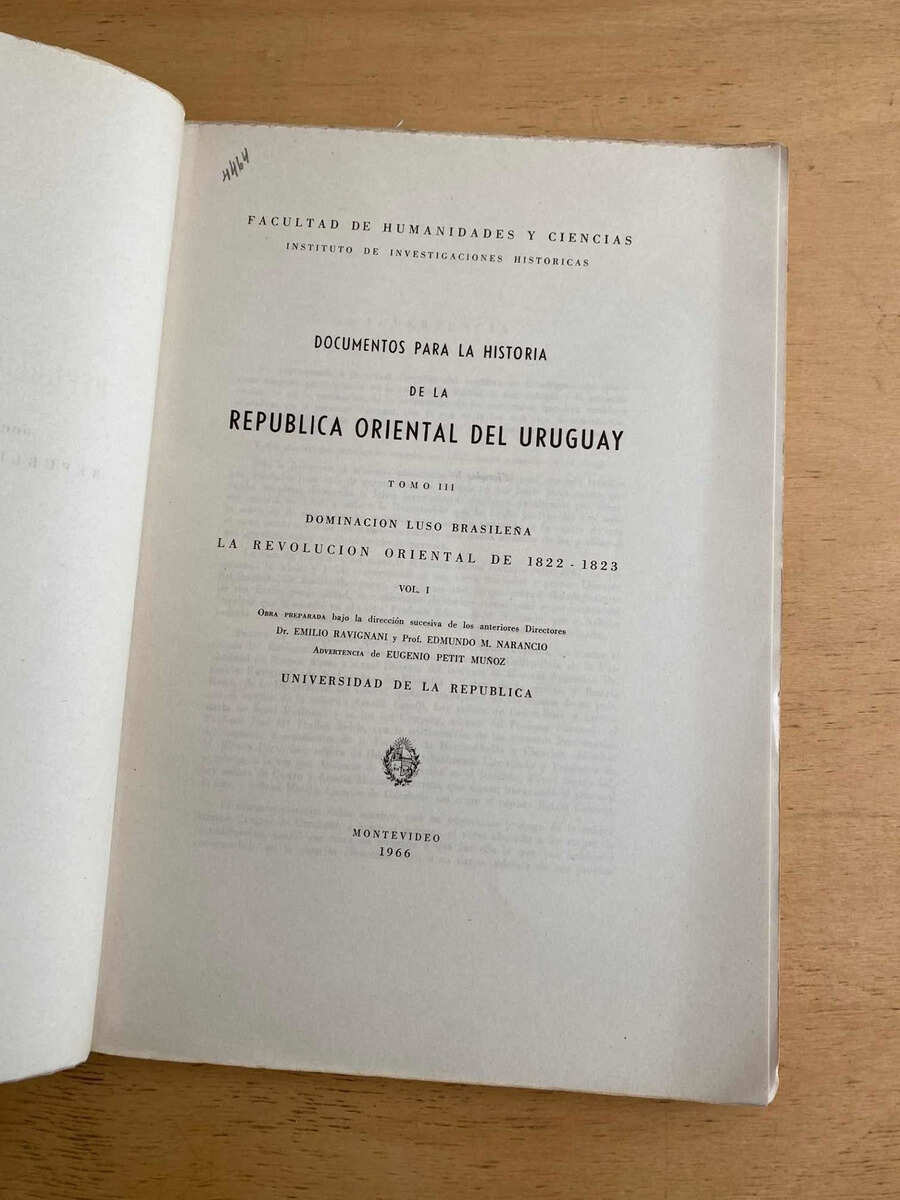 4464
FACULTAD DE HUMANIDADES Y CIENCIAS
INSTITUTO DE INVESTIGACIONES HISTORICAS
DOCUMENTOS PARA LA HISTORIA
DE LA
REPUBLICA ORIENTAL DEL URUGUAY
TOMO III
DOMINACION LUSO BRASILEÑA
LA REVOLUCION ORIENTAL DE 1822 - 1823
VOL. I
OBRA PREPARADA bajo la dirección sucesiva de los anteriores Directores
Dr. EMILIO RAVIGNANI y Prof. EDMUNDO M. NARANCIO
ADVERTENCIA de EUGENIO PETIT MUÑOZ
UNIVERSIDAD DE LA REPUBLICA
MONTEVIDEO
1966